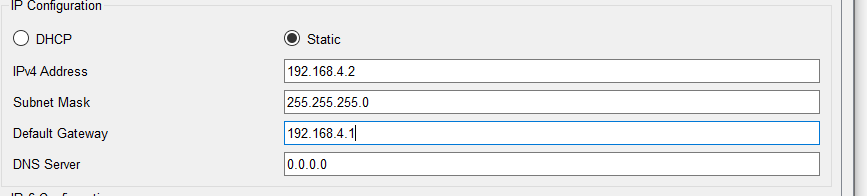 IP Configuration
DHCP
Static
IPv4 Address
192.168.4.2
Subnet Mask
255.255.255.0
Default Gateway
192.168.4.1
DNS Server
0.0.0.0